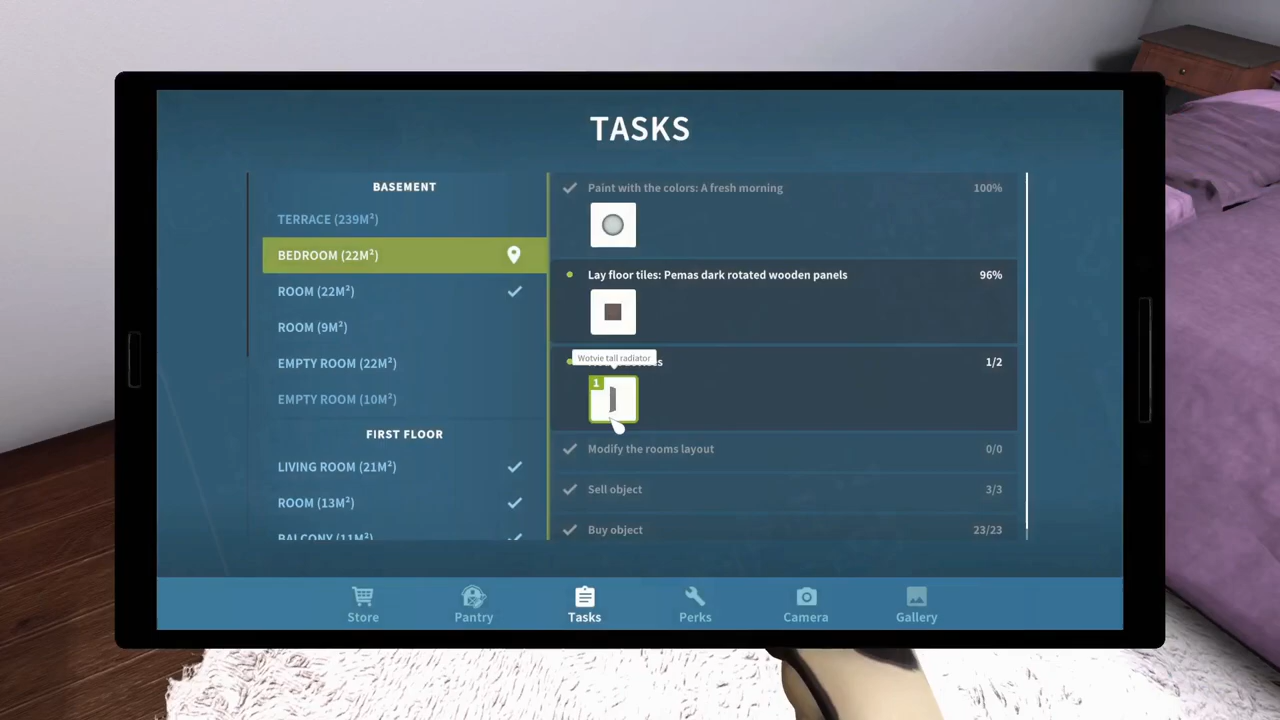 TASKS
BASEMENT
TERRACE (239M²)
BEDROOM (22M²)
ROOM (22M²)
ROOM (9M²)
EMPTY ROOM (22M²)
EMPTY ROOM (10M²)
FIRST FLOOR
LIVING ROOM (21M²)
ROOM (13M²)
BALCONY (11M²)
Paint with the colors: A fresh morning 100%
Lay floor tiles: Pemas dark rotated wooden panels 96%
Wotvie tall radiator
1/2
1
Modify the rooms layout 0/0
Sell object 3/3
Buy object 23/23
Store
Pantry
Tasks
Perks
Camera
Gallery